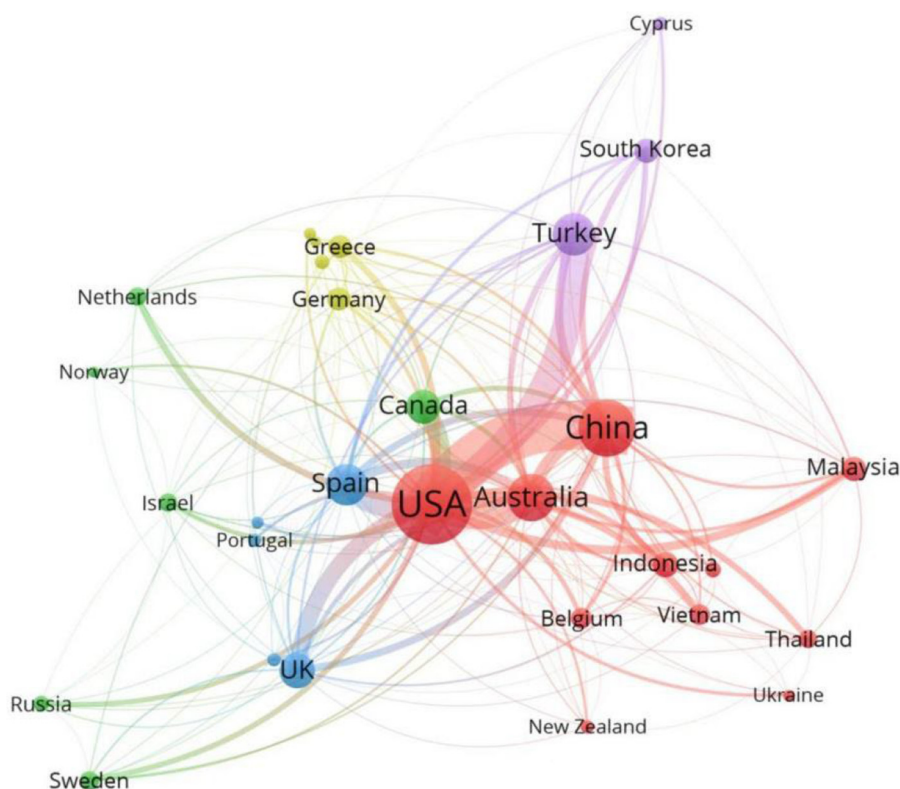 Cyprus
South Korea
Turkey
Greece
Netherlands
Germany
Norway
Canada
China
Malaysia
Spain
USA
Australia
Israel
Portugal
Indonesia
Belgium
Vietnam
Thailand
UK
Ukraine
Russia
New Zealand
Sweden